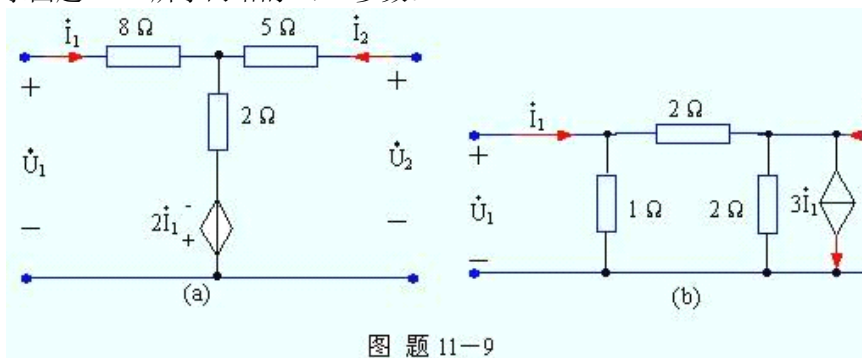 İ₁ 8 Ω 5 Ω İ₂
+ 2 Ω +
U̇₁ U̇₂
2İ₁ - +
− −
(a)
İ₁ 2 Ω
+
U̇₁ 1 Ω 2 Ω 3İ₁
−
(b)
图 题 11－9